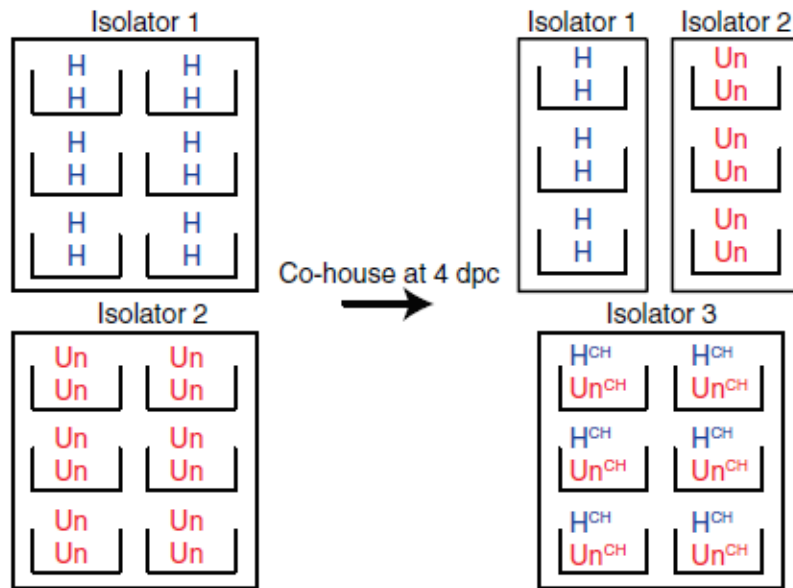 Isolator 1
H H
H H
H H
H H
H H
H H
Isolator 2
Un Un
Un Un
Un Un
Un Un
Un Un
Un Un
Co-house at 4 dpc
Isolator 1
H
H
H
H
H
H
Isolator 2
Un
Un
Un
Un
Un
Un
Isolator 3
Hᶜᴴ Hᶜᴴ
Unᶜᴴ Unᶜᴴ
Hᶜᴴ Hᶜᴴ
Unᶜᴴ Unᶜᴴ
Hᶜᴴ Hᶜᴴ
Unᶜᴴ Unᶜᴴ